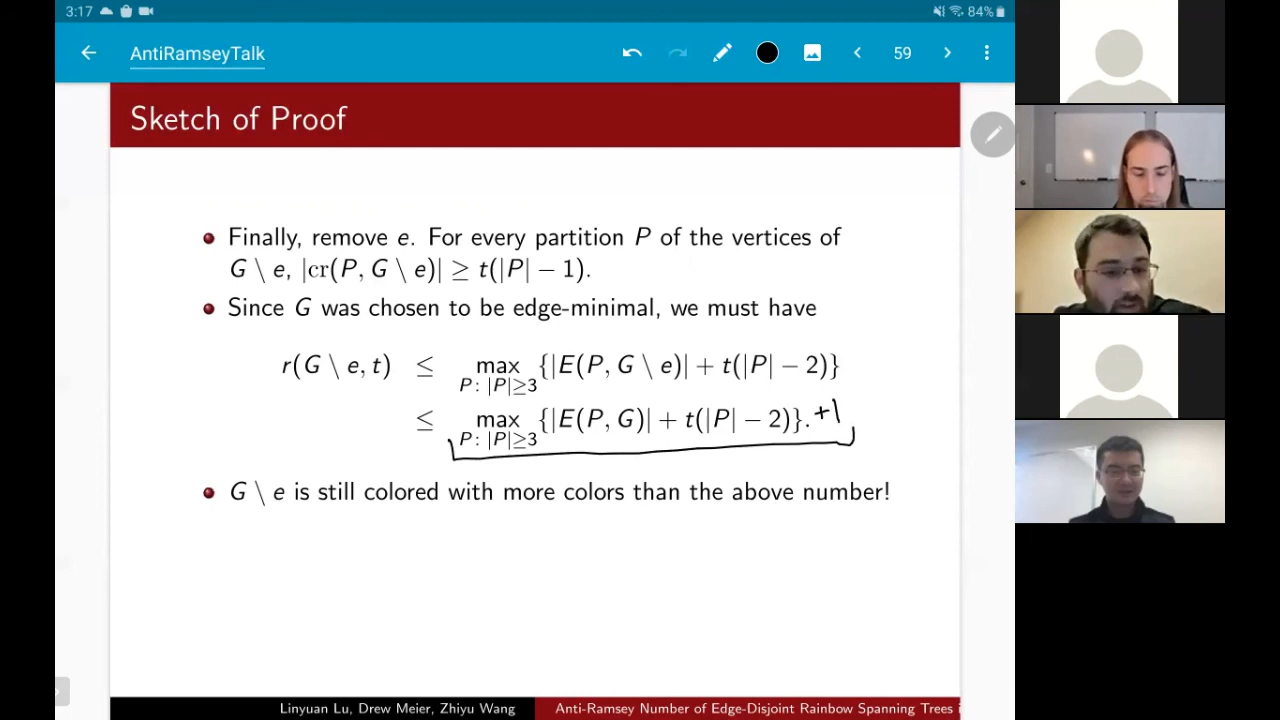 3:17
84%
AntiRamseyTalk
59
Sketch of Proof
Finally, remove e. For every partition P of the vertices of
G \ e, |cr(P, G \ e)| ≥ t(|P| − 1).
Since G was chosen to be edge-minimal, we must have
r(G \ e, t) ≤ max {|E(P, G \ e)| + t(|P| − 2)}
P: |P|≥3
≤ max {|E(P, G)| + t(|P| − 2)}. +1
P: |P|≥3
G \ e is still colored with more colors than the above number!
Linyuan Lu, Drew Meier, Zhiyu Wang
Anti-Ramsey Number of Edge-Disjoint Rainbow Spanning Trees i